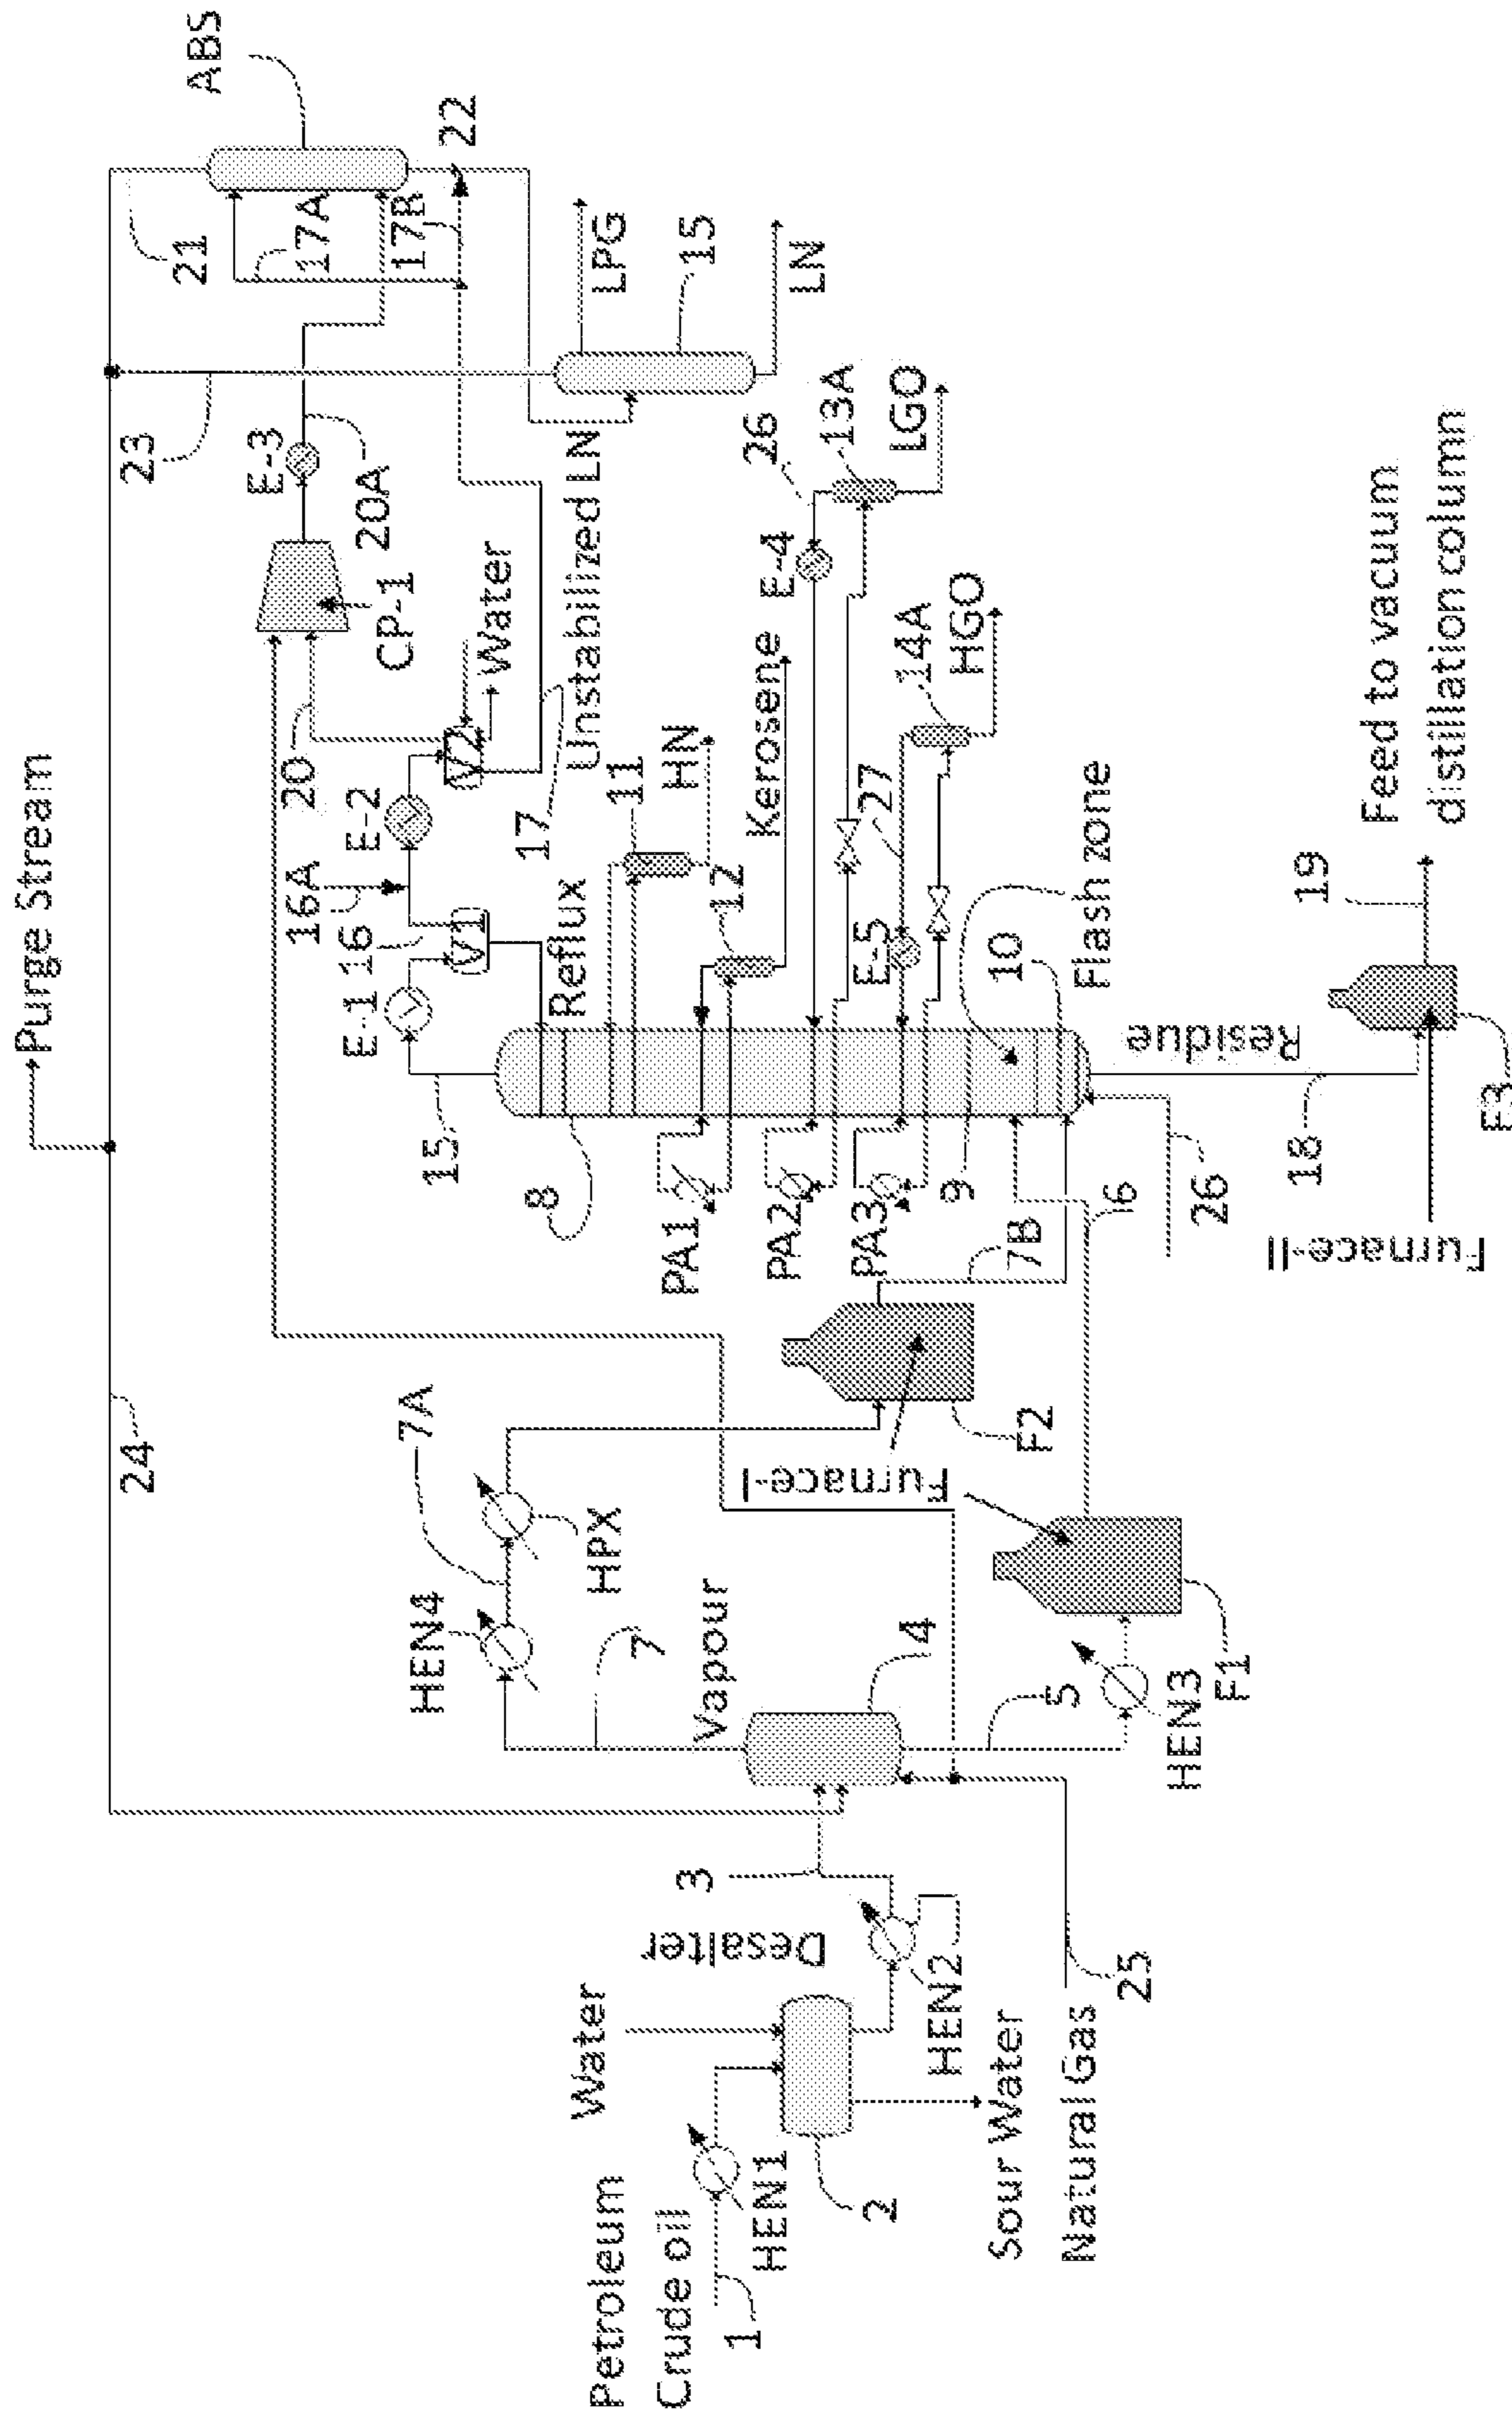 Purge Stream
24
23
21
ABS
17A
17B
22
E-3
20A
CP-1
20
16A
16
E-1
E-2
V1
V2
Water
17
Unstabilized LN
LPG
15
LN
15
Reflux
8
11
HN
12
Kerosene
26
E-4
13A
LGO
14A
HGO
27
E-5
PA1
PA2
PA3
9
10
Flash zone
7B
6
26
Residue
18
19
Furnace-II
F3
Feed to vacuum
distillation column
7A
HEN4
HPX
7
Vapour
4
Furnace-I
F2
F1
HEN3
5
3
Desalter
HEN2
Water
Petroleum
Crude oil
1
HEN1
2
Sour Water
Natural Gas
25